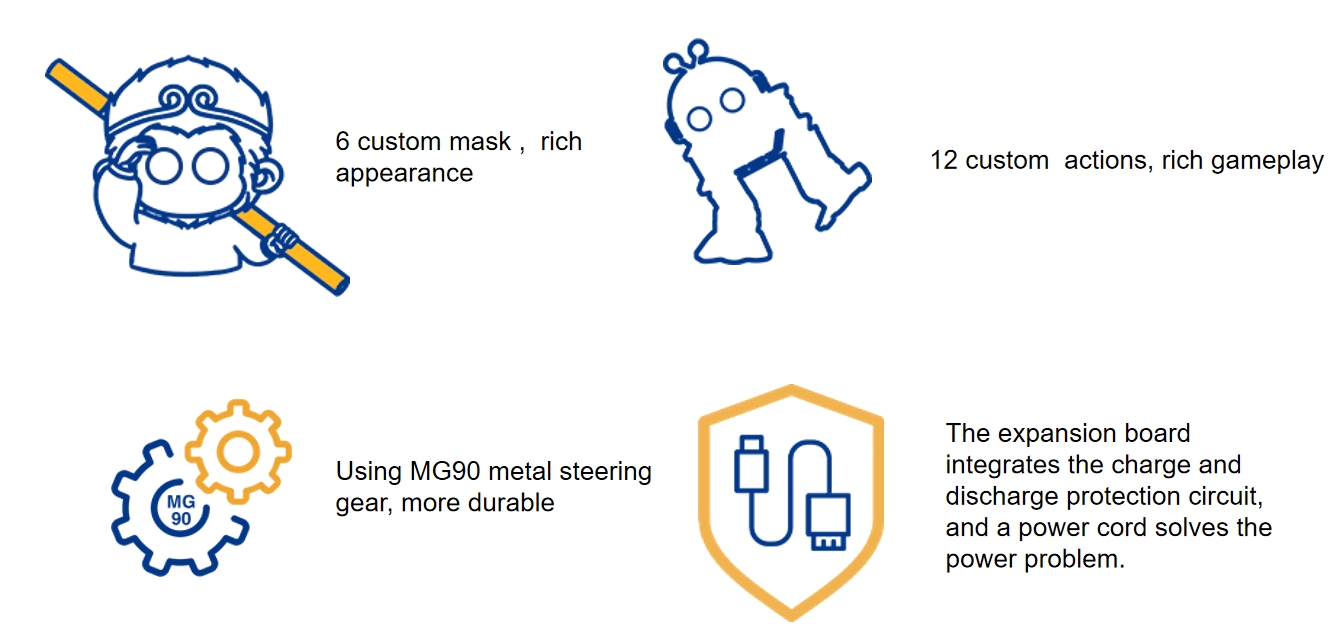 6 custom mask ,  rich
appearance
12 custom  actions, rich gameplay
MG
90
Using MG90 metal steering
gear, more durable
The expansion board
integrates the charge and
discharge protection circuit,
and a power cord solves the
power problem.